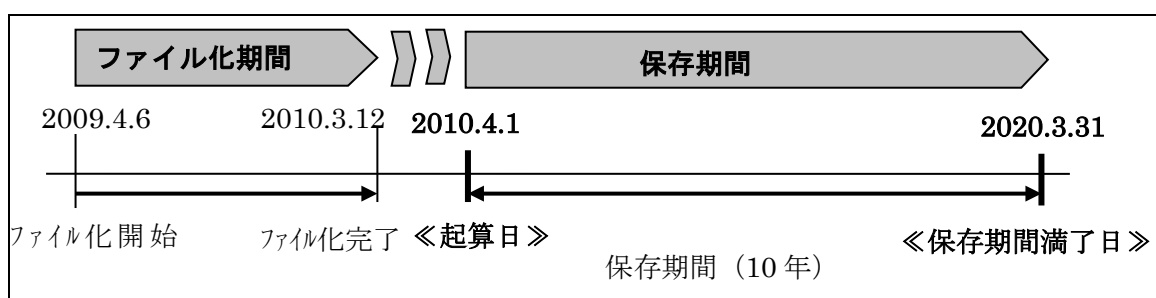 ファイル化期間
保存期間
2009.4.6
2010.3.12
2010.4.1
2020.3.31
ファイル化開始
ファイル化完了
≪起算日≫
≪保存期間満了日≫
保存期間（10 年）